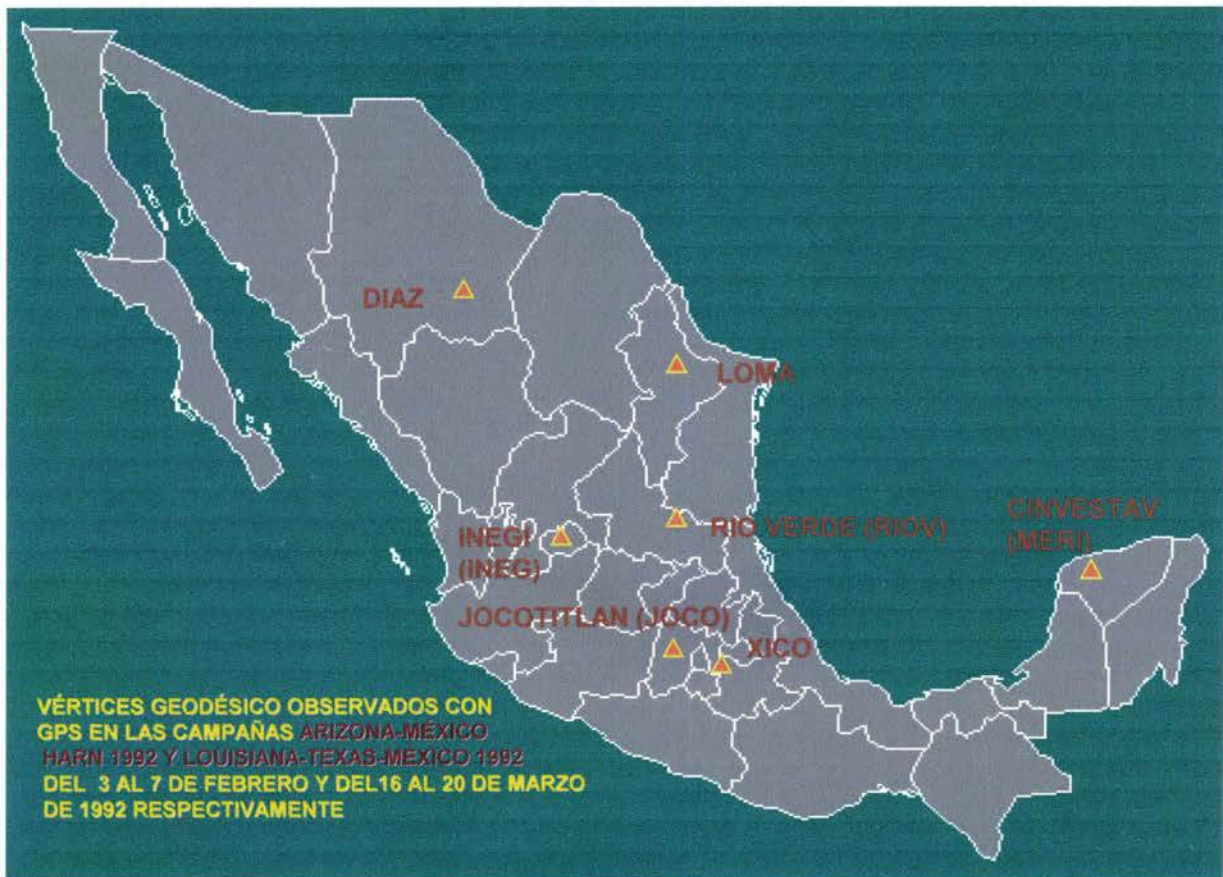 DIAZ
LOMA
CINVESTAV
(MERI)
RIO VERDE (RIOV)
INEGI
(INEG)
JOCOTITLAN (JOCO)
XICO
VÉRTICES GEODÉSICO OBSERVADOS CON
GPS EN LAS CAMPAÑAS ARIZONA-MÉXICO
HARN 1992 Y LOUISIANA-TEXAS-MEXICO 1992
DEL 3 AL 7 DE FEBRERO Y DEL16 AL 20 DE MARZO
DE 1992 RESPECTIVAMENTE